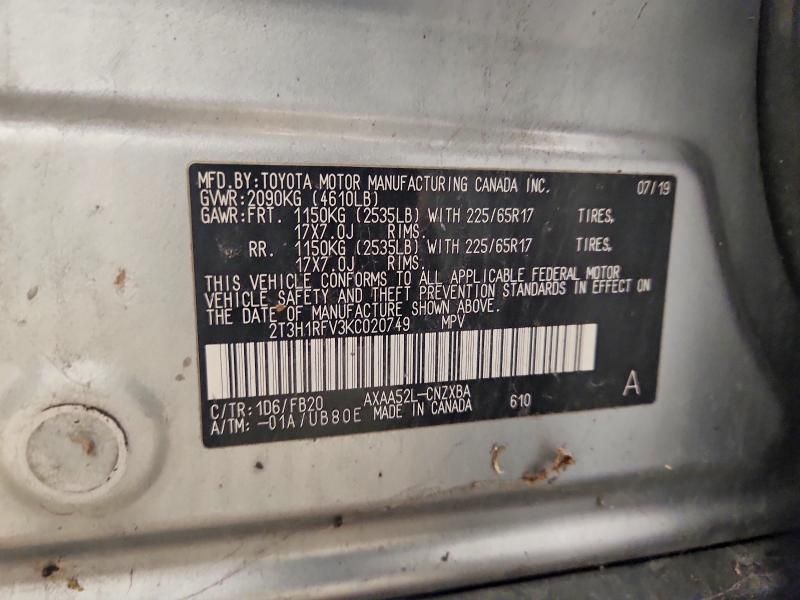 MFD.BY:TOYOTA MOTOR MANUFACTURING CANADA INC. 07/19
GVWR:2090KG (4610LB)
GAWR:FRT. 1150KG (2535LB) WITH 225/65R17 TIRES,
17X7.0J RIMS.
RR. 1150KG (2535LB) WITH 225/65R17 TIRES,
17X7.0J RIMS.
THIS VEHICLE CONFORMS TO ALL APPLICABLE FEDERAL MOTOR
VEHICLE SAFETY AND THEFT PREVENTION STANDARDS IN EFFECT ON
THE DATE OF MANUFACTURE SHOWN ABOVE.
2T3H1RFV3KC020749 MPV
C/TR:1D6/FB20 AXAA52L-CNZXBA 610 A
A/TM:-01A/UB80E MADE IN CANADA